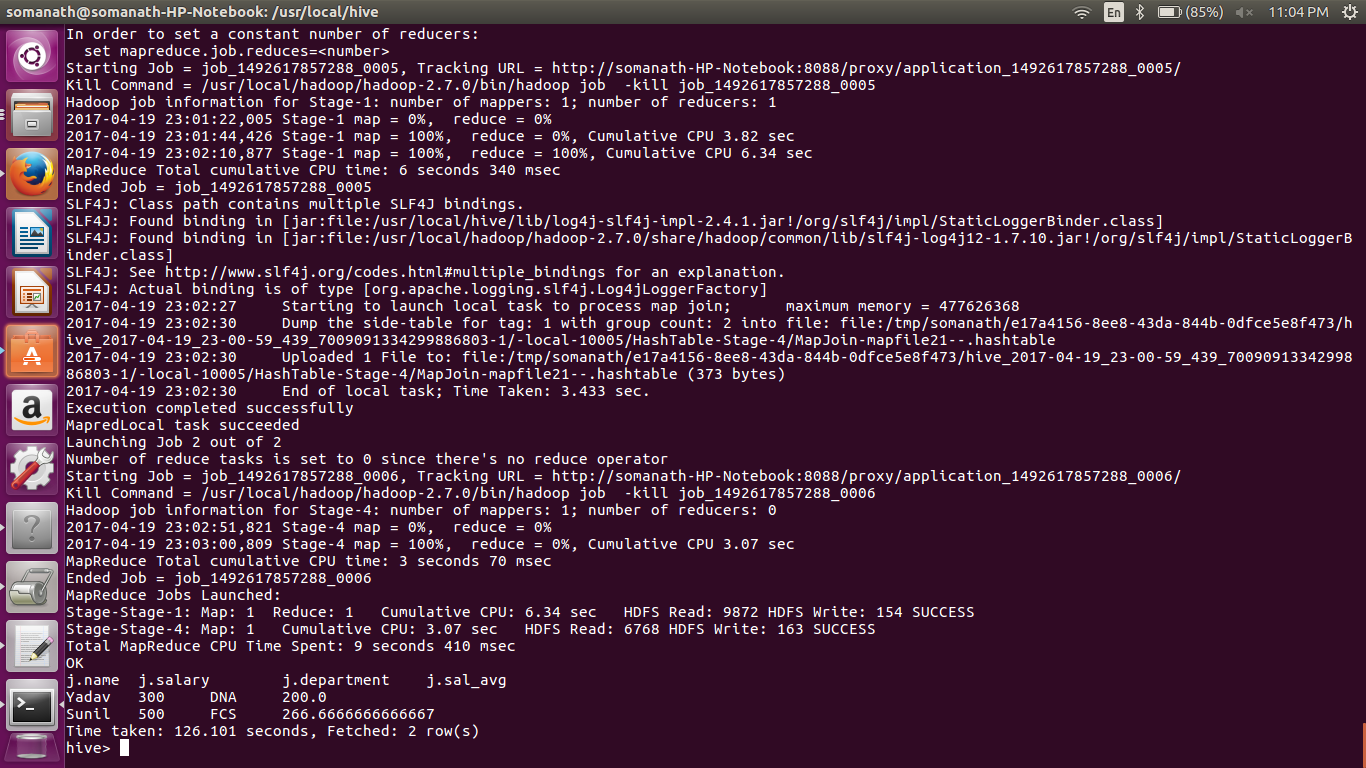 somanath@somanath-HP-Notebook: /usr/local/hive
En
(85%)
11:04 PM
In order to set a constant number of reducers:
  set mapreduce.job.reduces=<number>
Starting Job = job_1492617857288_0005, Tracking URL = http://somanath-HP-Notebook:8088/proxy/application_1492617857288_0005/
Kill Command = /usr/local/hadoop/hadoop-2.7.0/bin/hadoop job  -kill job_1492617857288_0005
Hadoop job information for Stage-1: number of mappers: 1; number of reducers: 1
2017-04-19 23:01:22,005 Stage-1 map = 0%,  reduce = 0%
2017-04-19 23:01:44,426 Stage-1 map = 100%,  reduce = 0%, Cumulative CPU 3.82 sec
2017-04-19 23:02:10,877 Stage-1 map = 100%,  reduce = 100%, Cumulative CPU 6.34 sec
MapReduce Total cumulative CPU time: 6 seconds 340 msec
Ended Job = job_1492617857288_0005
SLF4J: Class path contains multiple SLF4J bindings.
SLF4J: Found binding in [jar:file:/usr/local/hive/lib/log4j-slf4j-impl-2.4.1.jar!/org/slf4j/impl/StaticLoggerBinder.class]
SLF4J: Found binding in [jar:file:/usr/local/hadoop/hadoop-2.7.0/share/hadoop/common/lib/slf4j-log4j12-1.7.10.jar!/org/slf4j/impl/StaticLoggerB
inder.class]
SLF4J: See http://www.slf4j.org/codes.html#multiple_bindings for an explanation.
SLF4J: Actual binding is of type [org.apache.logging.slf4j.Log4jLoggerFactory]
2017-04-19 23:02:27     Starting to launch local task to process map join;      maximum memory = 477626368
2017-04-19 23:02:30     Dump the side-table for tag: 1 with group count: 2 into file: file:/tmp/somanath/e17a4156-8ee8-43da-844b-0dfce5e8f473/h
ive_2017-04-19_23-00-59_439_7009091334299886803-1/-local-10005/HashTable-Stage-4/MapJoin-mapfile21--.hashtable
2017-04-19 23:02:30     Uploaded 1 File to: file:/tmp/somanath/e17a4156-8ee8-43da-844b-0dfce5e8f473/hive_2017-04-19_23-00-59_439_70090913342998
86803-1/-local-10005/HashTable-Stage-4/MapJoin-mapfile21--.hashtable (373 bytes)
2017-04-19 23:02:30     End of local task; Time Taken: 3.433 sec.
Execution completed successfully
MapredLocal task succeeded
Launching Job 2 out of 2
Number of reduce tasks is set to 0 since there's no reduce operator
Starting Job = job_1492617857288_0006, Tracking URL = http://somanath-HP-Notebook:8088/proxy/application_1492617857288_0006/
Kill Command = /usr/local/hadoop/hadoop-2.7.0/bin/hadoop job  -kill job_1492617857288_0006
Hadoop job information for Stage-4: number of mappers: 1; number of reducers: 0
2017-04-19 23:02:51,821 Stage-4 map = 0%,  reduce = 0%
2017-04-19 23:03:00,809 Stage-4 map = 100%,  reduce = 0%, Cumulative CPU 3.07 sec
MapReduce Total cumulative CPU time: 3 seconds 70 msec
Ended Job = job_1492617857288_0006
MapReduce Jobs Launched:
Stage-Stage-1: Map: 1  Reduce: 1   Cumulative CPU: 6.34 sec   HDFS Read: 9872 HDFS Write: 154 SUCCESS
Stage-Stage-4: Map: 1   Cumulative CPU: 3.07 sec   HDFS Read: 6768 HDFS Write: 163 SUCCESS
Total MapReduce CPU Time Spent: 9 seconds 410 msec
OK
j.name  j.salary        j.department    j.sal_avg
Yadav   300     DNA     200.0
Sunil   500     FCS     266.6666666666667
Time taken: 126.101 seconds, Fetched: 2 row(s)
hive>